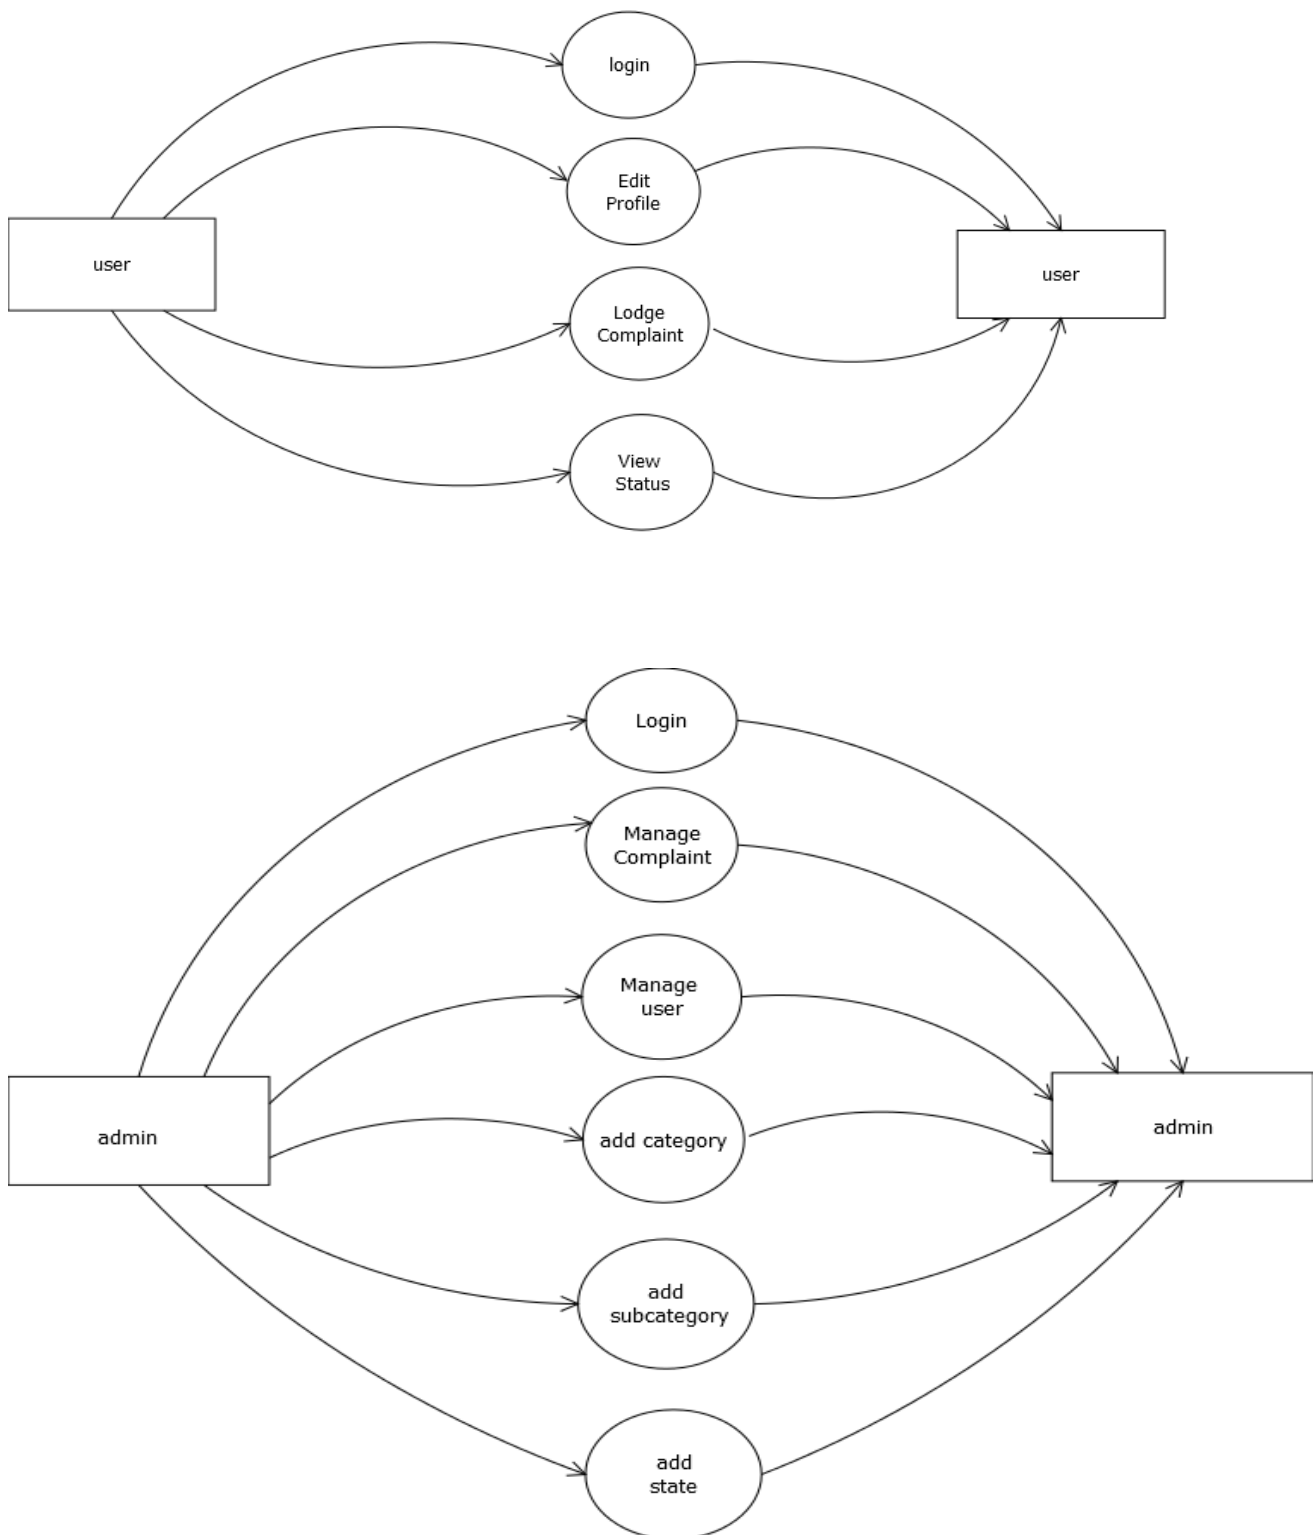 login
Edit
Profile
user
user
Lodge
Complaint
View
Status
Login
Manage
Complaint
Manage
user
admin
add category
admin
add
subcategory
add
state